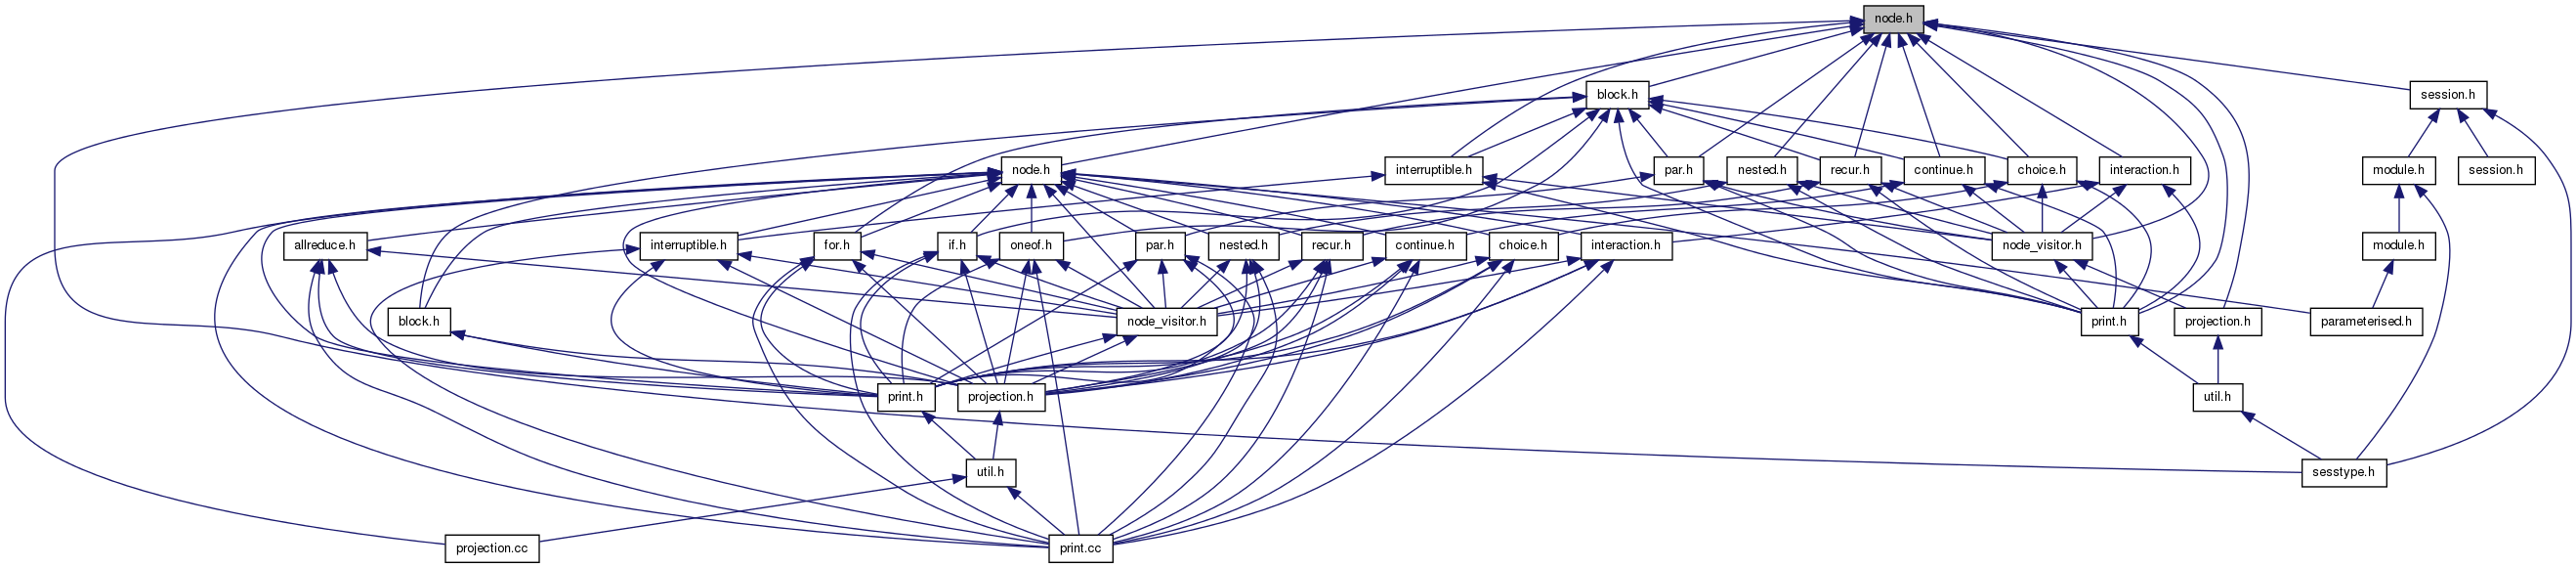 node.h
block.h
session.h
node.h
interruptible.h
par.h
nested.h
recur.h
continue.h
choice.h
interaction.h
module.h
session.h
allreduce.h
interruptible.h
for.h
if.h
oneof.h
par.h
nested.h
recur.h
continue.h
choice.h
interaction.h
node_visitor.h
module.h
block.h
node_visitor.h
print.h
projection.h
parameterised.h
print.h
projection.h
util.h
util.h
sesstype.h
projection.cc
print.cc